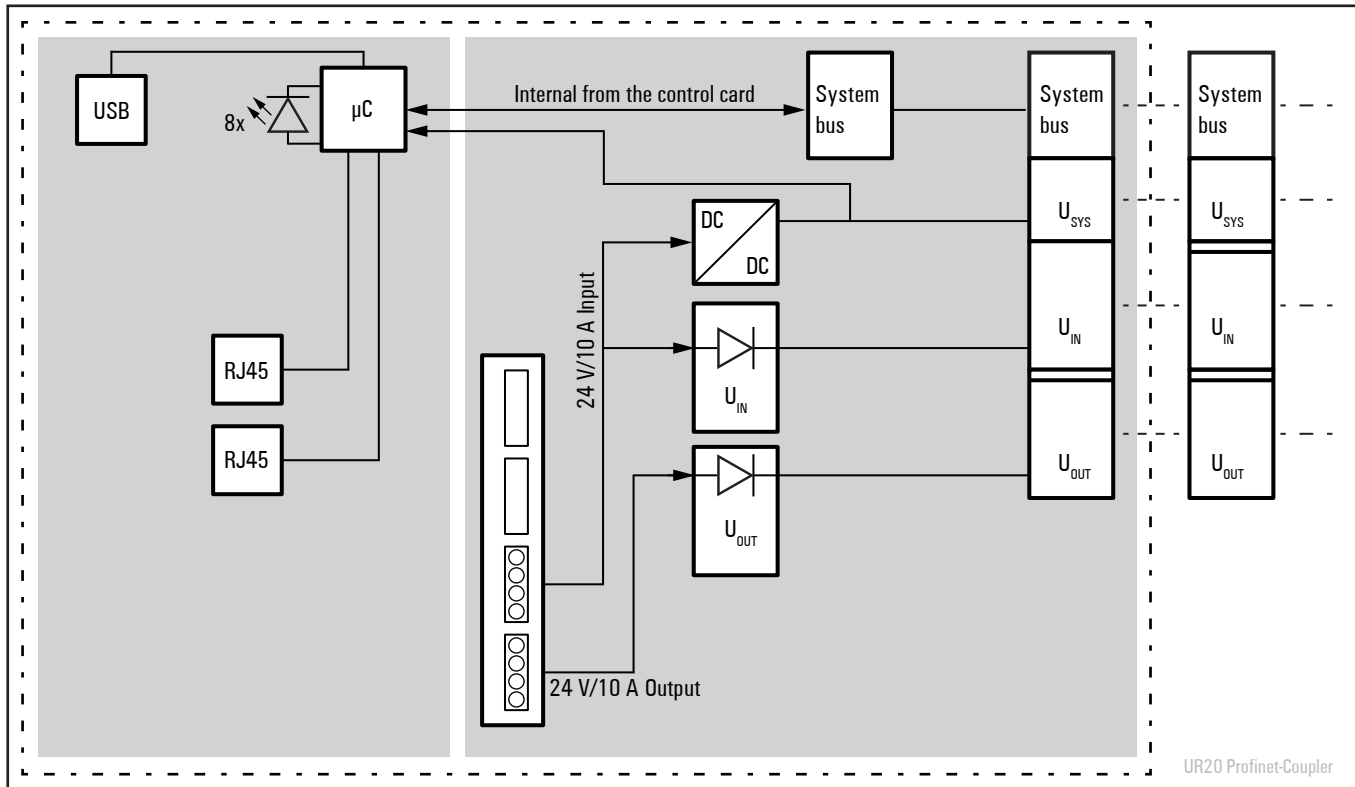 USB
8x
µC
Internal from the control card
System
bus
System
bus
System
bus
DC
DC
U_SYS
U_SYS
24 V/10 A Input
U_IN
U_IN
U_IN
RJ45
RJ45
U_OUT
U_OUT
U_OUT
24 V/10 A Output
UR20 Profinet-Coupler